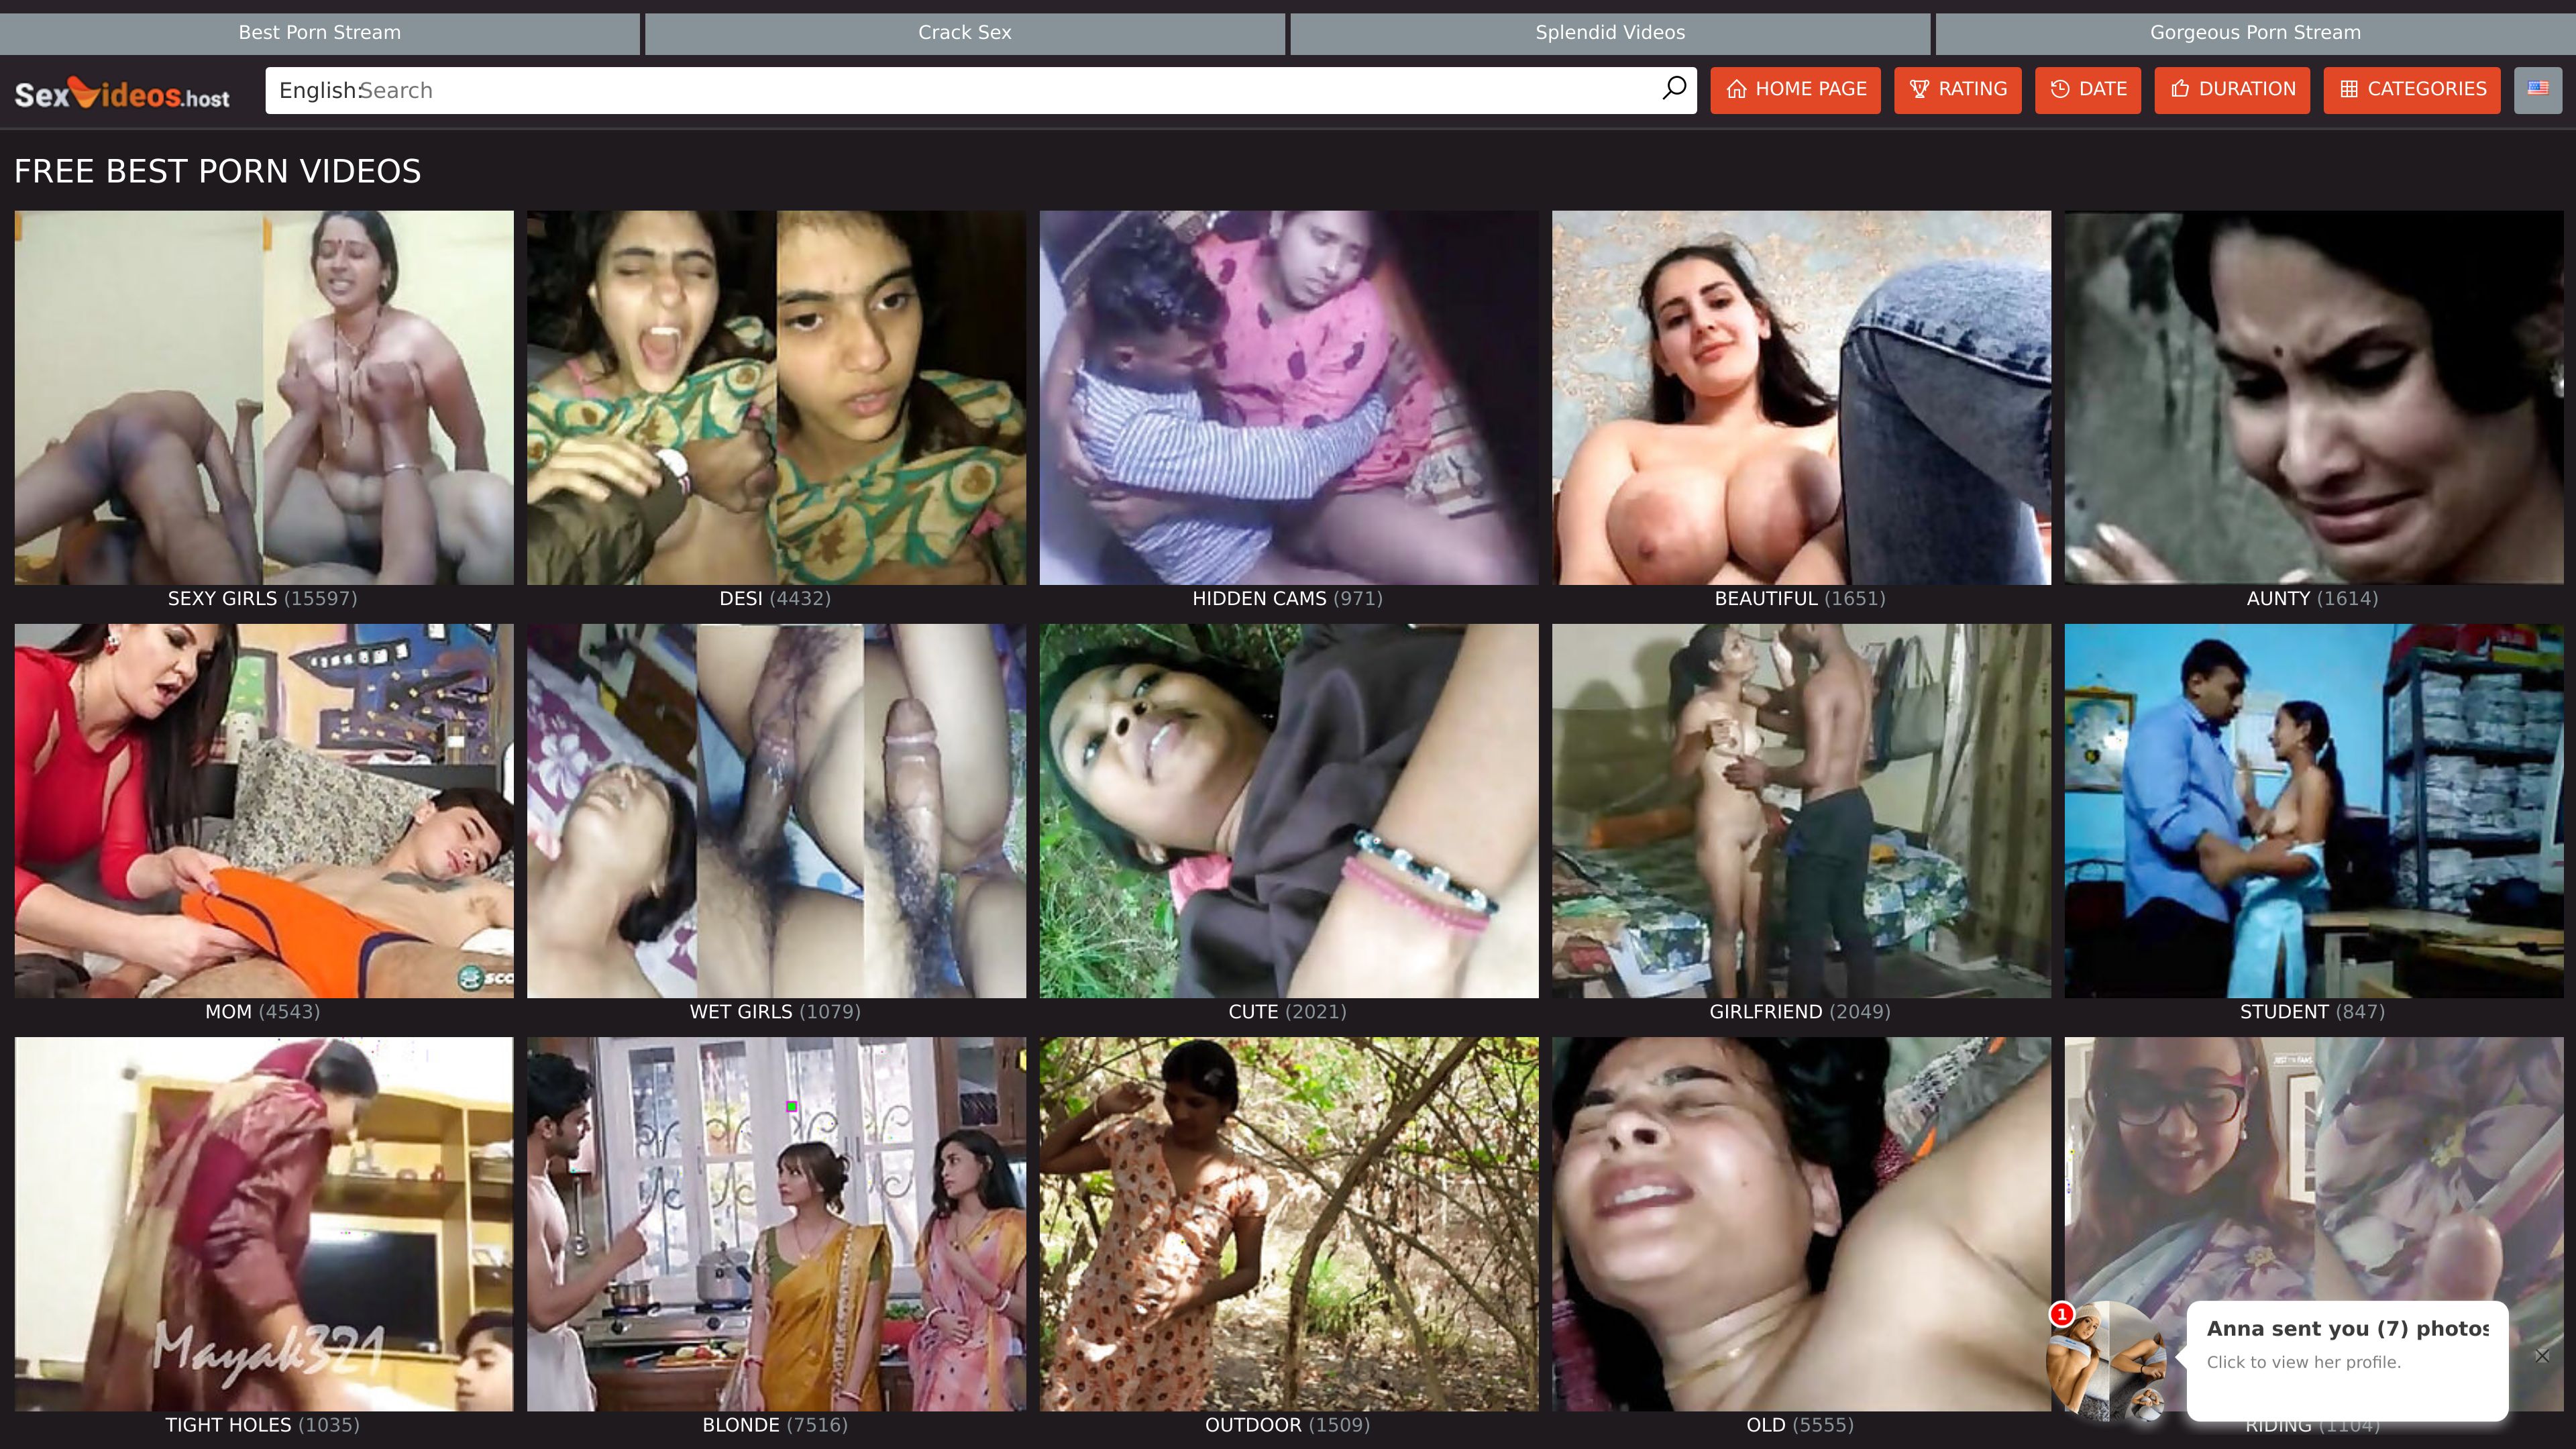 Best Porn Stream
Crack Sex
Splendid Videos
Gorgeous Porn Stream
SexVideos.host
English:Search
HOME PAGE
RATING
DATE
DURATION
CATEGORIES
FREE BEST PORN VIDEOS
SEXY GIRLS (15597)
DESI (4432)
HIDDEN CAMS (971)
BEAUTIFUL (1651)
AUNTY (1614)
SCO
MOM (4543)
WET GIRLS (1079)
CUTE (2021)
GIRLFRIEND (2049)
STUDENT (847)
Mayak321
1
Anna sent you (7) photos
Click to view her profile.
TIGHT HOLES (1035)
BLONDE (7516)
OUTDOOR (1509)
OLD (5555)
RIDING (1104)